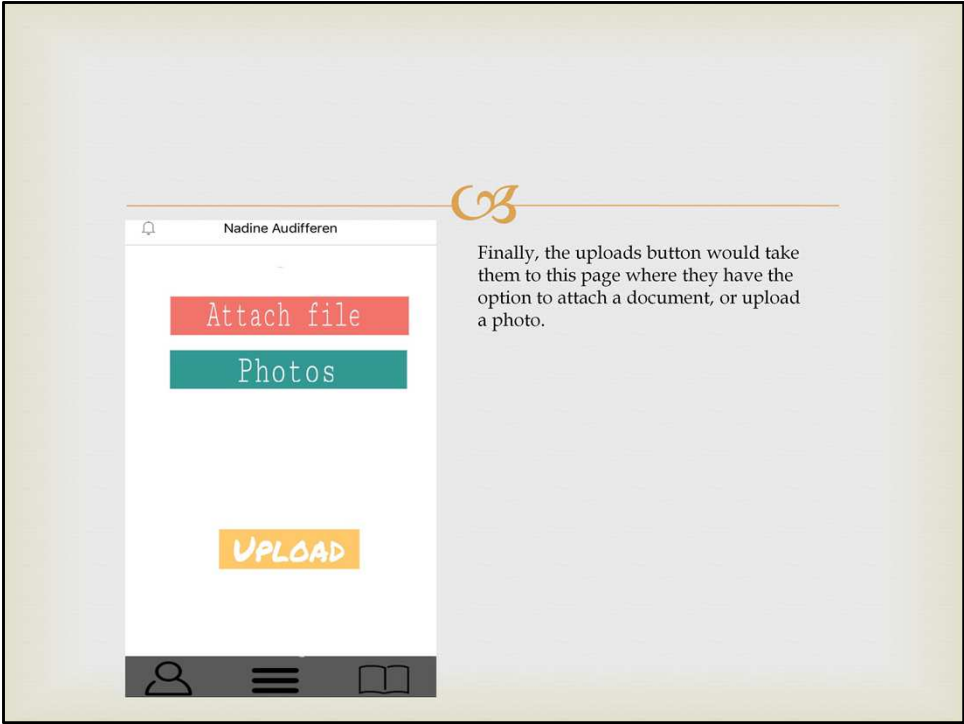 Nadine Audifferen
Attach file
Photos
UPLOAD
Finally, the uploads button would take
them to this page where they have the
option to attach a document, or upload
a photo.